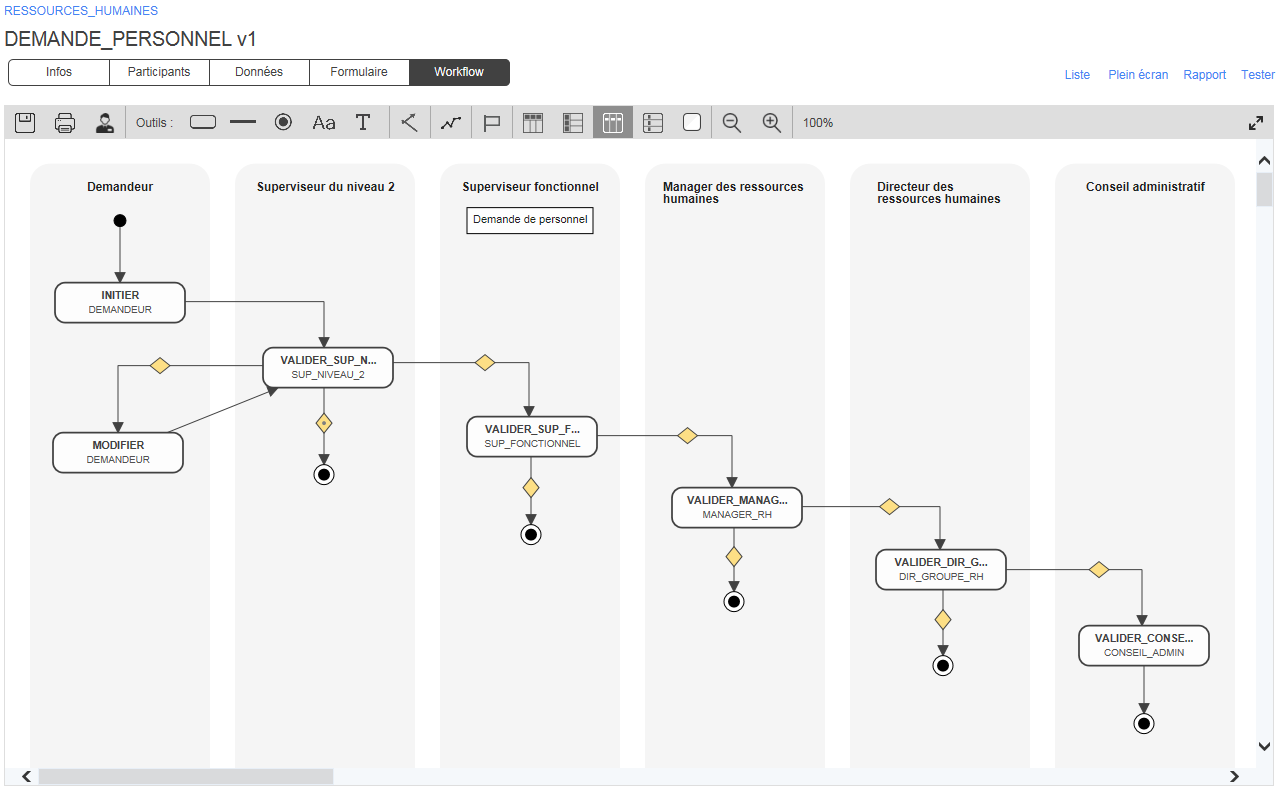 RESSOURCES_HUMAINES
DEMANDE_PERSONNEL v1
Infos
Participants
Données
Formulaire
Workflow
Liste
Plein écran
Rapport
Tester
Outils :
Aa
T
100%
Demandeur
Superviseur du niveau 2
Superviseur fonctionnel
Manager des ressources
humaines
Directeur des
ressources humaines
Conseil administratif
Demande de personnel
INITIER
DEMANDEUR
VALIDER_SUP_N...
SUP_NIVEAU_2
MODIFIER
DEMANDEUR
VALIDER_SUP_F...
SUP_FONCTIONNEL
VALIDER_MANAG...
MANAGER_RH
VALIDER_DIR_G...
DIR_GROUPE_RH
VALIDER_CONSE...
CONSEIL_ADMIN